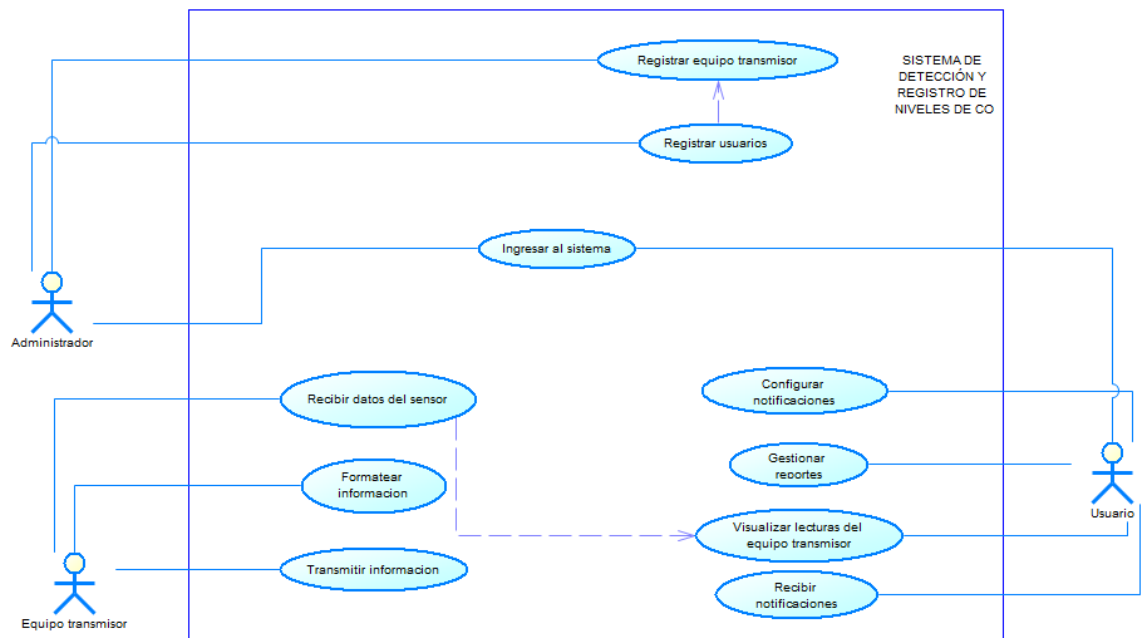 Registrar equipo transmisor
SISTEMA DE
DETECCIÓN Y
REGISTRO DE
NIVELES DE CO
Registrar usuarios
Ingresar al sistema
Administrador
Recibir datos del sensor
Configurar
notificaciones
Gestionar
reportes
Formatear
informacion
Usuario
Visualizar lecturas del
equipo transmisor
Transmitir informacion
Recibir
notificaciones
Equipo transmisor